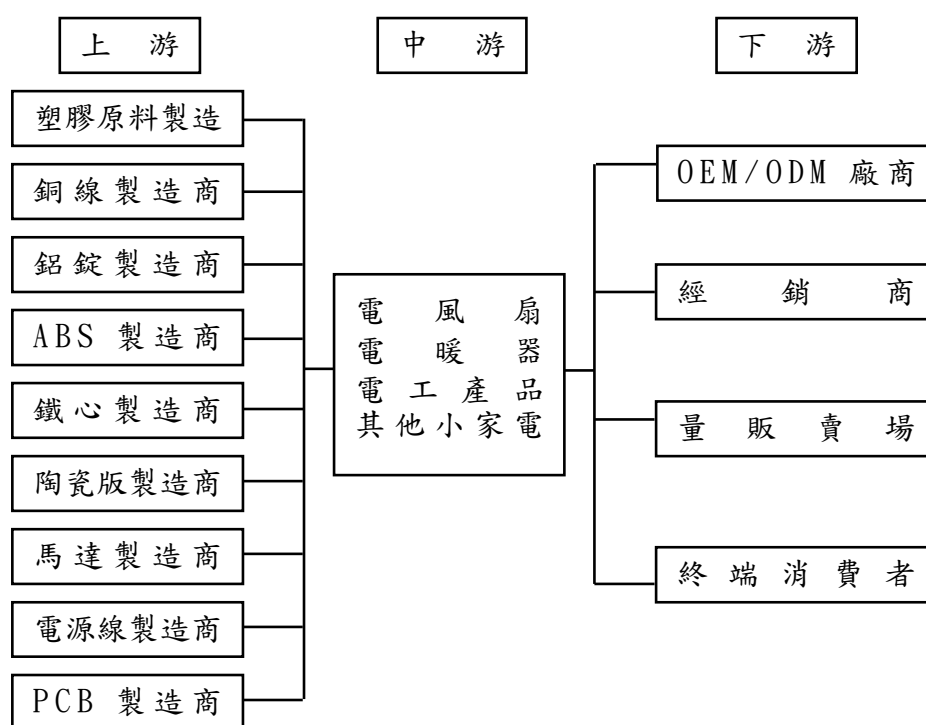 上游
中游
下游
塑膠原料製造
銅線製造商
鋁錠製造商
ABS 製造商
鐵心製造商
陶瓷版製造商
馬達製造商
電源線製造商
PCB 製造商
電風扇
電暖器
電工產品
其他小家電
OEM/ODM 廠商
經銷商
量販賣場
終端消費者